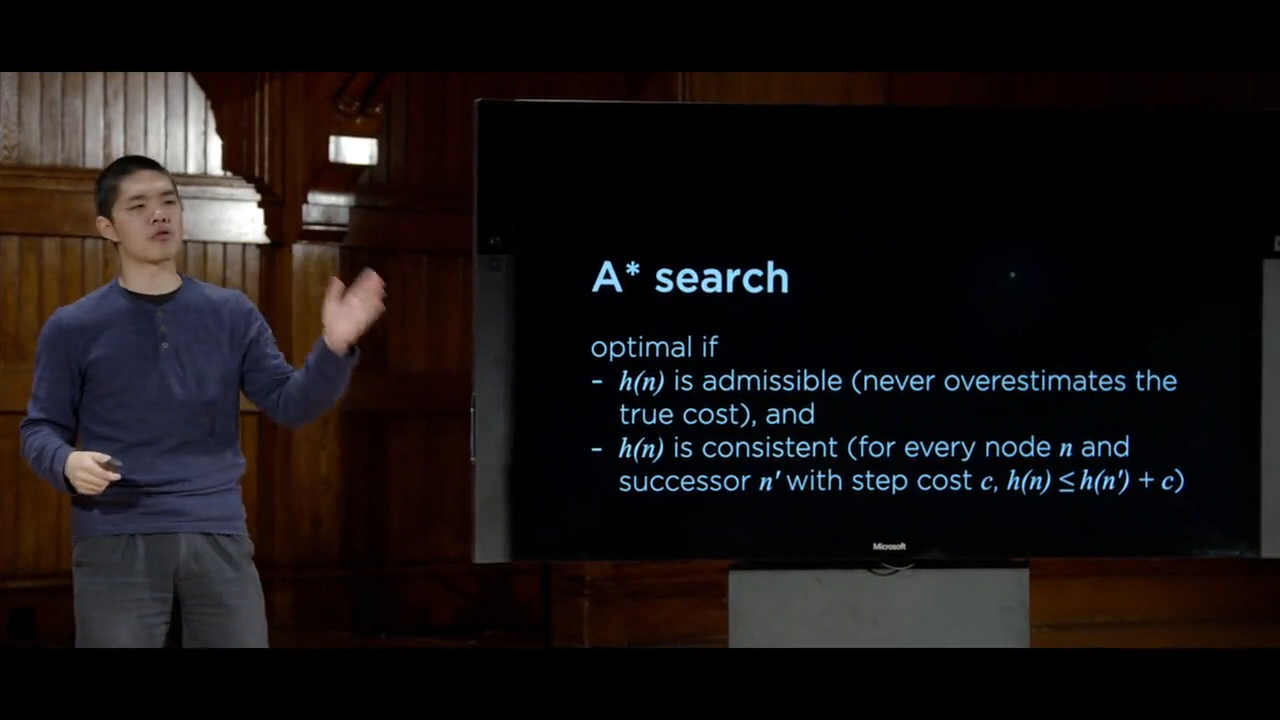 A* search
optimal if
- h(n) is admissible (never overestimates the
true cost), and
- h(n) is consistent (for every node n and
successor n' with step cost c, h(n) ≤ h(n') + c)
Microsoft